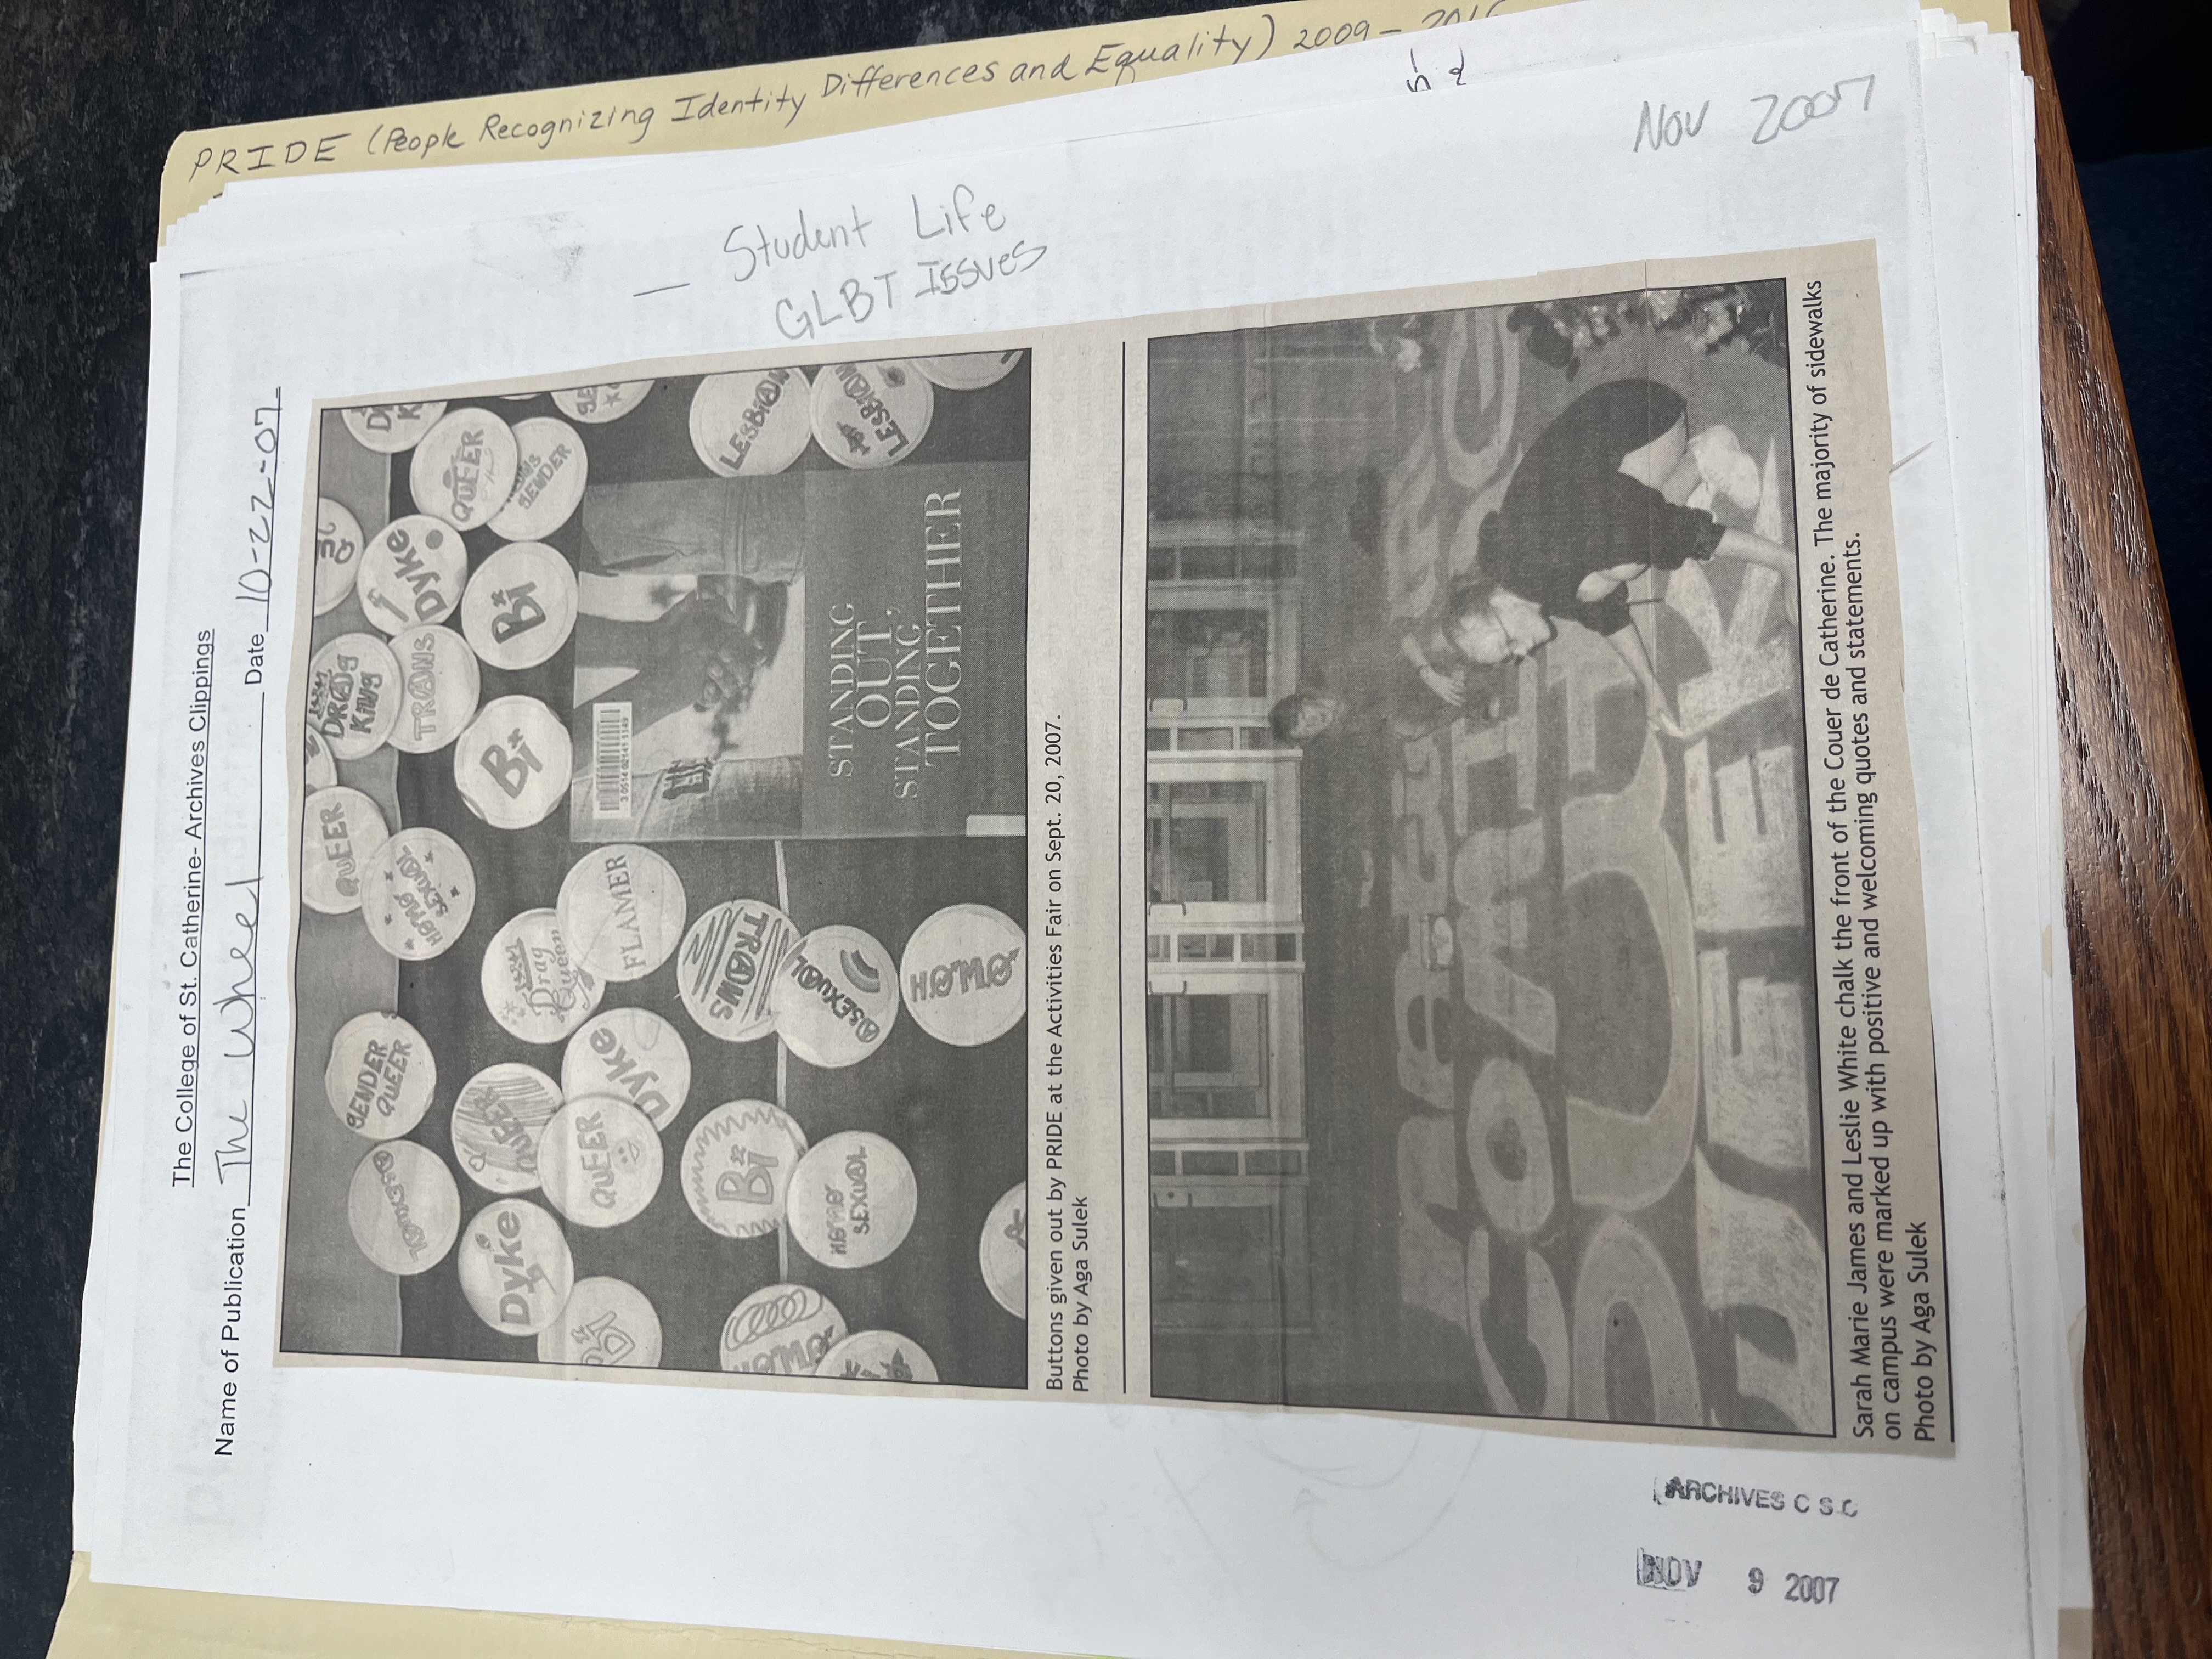 The College of St. Catherine- Archives Clippings
Name of Publication The Wheel Date 10-22-07
ASEXUAL
GENDER
QUEER
QUEER
DRAG
KING
HOMO
SEXUAL
TRANS
Dyke
QUEER
Dyke
QUEER
Drag
Queen
Bi
Bi
GENDER
Bi
QUEER
Dyke
FLAMER
3 0514 02141 1149
Bi
TRANS
LESBIAN
HOMO
SEXUAL
ASEXUAL
LESBIAN
HOMO
STANDING
OUT,
STANDING
TOGETHER
Buttons given out by PRIDE at the Activities Fair on Sept. 20, 2007.
Photo by Aga Sulek
COMING
OUT
WEEK
Sarah Marie James and Leslie White chalk the front of the Couer de Catherine. The majority of sidewalks
on campus were marked up with positive and welcoming quotes and statements.
Photo by Aga Sulek
— Student Life
GLBT Issues
Nov 2007
ARCHIVES C S C
NOV 9 2007
PRIDE (People Recognizing Identity Differences and Equality) 2009-